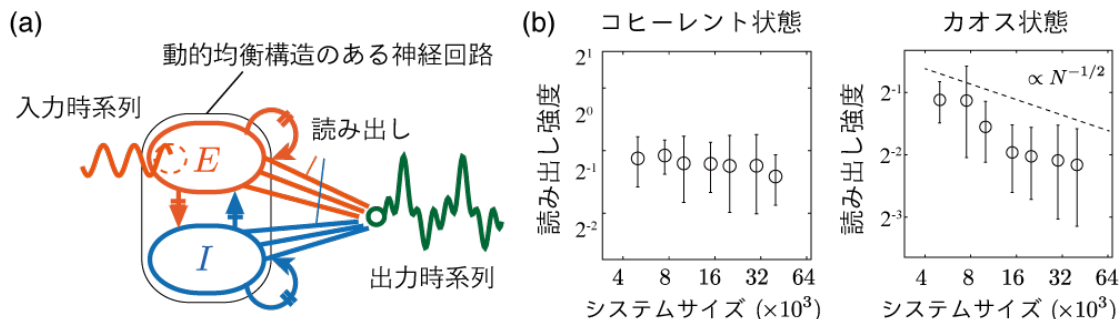 (a)
動的均衡構造のある神経回路
入力時系列
読み出し
E
I
出力時系列
(b)
コヒーレント状態
読み出し強度
2^1
2^0
2^-1
2^-2
4 8 16 32 64
システムサイズ (×10^3)
カオス状態
∝ N^{-1/2}
読み出し強度
2^-1
2^-2
2^-3
4 8 16 32 64
システムサイズ (×10^3)